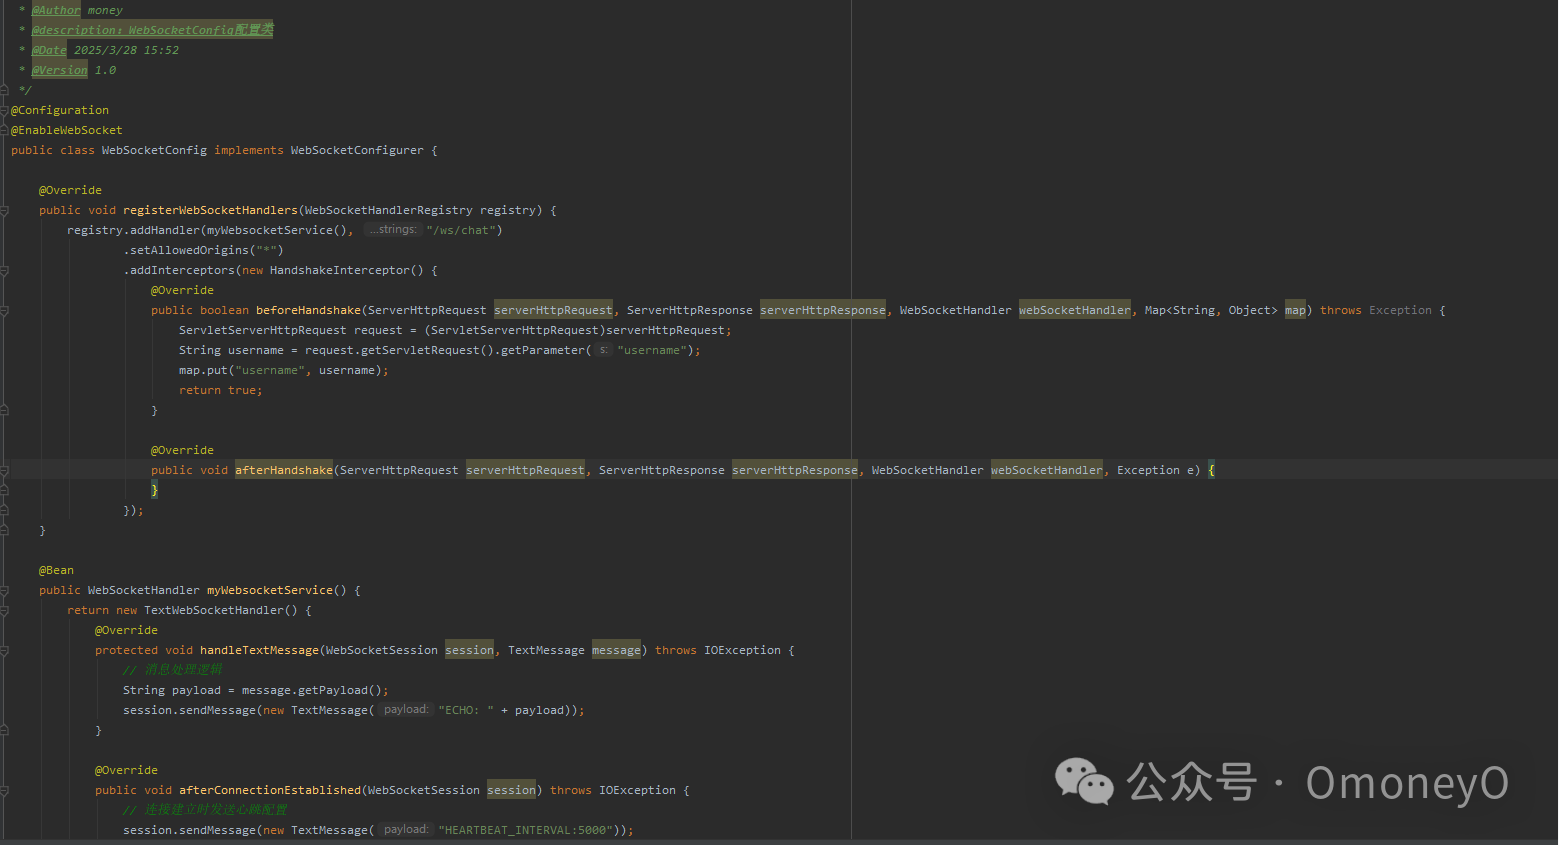 * @Author money
* @description：WebSocketConfig配置类
* @Date 2025/3/28 15:52
* @Version 1.0
*/
@Configuration
@EnableWebSocket
public class WebSocketConfig implements WebSocketConfigurer {
@Override
public void registerWebSocketHandlers(WebSocketHandlerRegistry registry) {
registry.addHandler(myWebsocketService(), ...strings: "/ws/chat")
.setAllowedOrigins("*")
.addInterceptors(new HandshakeInterceptor() {
@Override
public boolean beforeHandshake(ServerHttpRequest serverHttpRequest, ServerHttpResponse serverHttpResponse, WebSocketHandler webSocketHandler, Map<String, Object> map) throws Exception {
ServletServerHttpRequest request = (ServletServerHttpRequest)serverHttpRequest;
String username = request.getServletRequest().getParameter( s: "username");
map.put("username", username);
return true;
}
@Override
public void afterHandshake(ServerHttpRequest serverHttpRequest, ServerHttpResponse serverHttpResponse, WebSocketHandler webSocketHandler, Exception e) {
}
});
}
@Bean
public WebSocketHandler myWebsocketService() {
return new TextWebSocketHandler() {
@Override
protected void handleTextMessage(WebSocketSession session, TextMessage message) throws IOException {
// 消息处理逻辑
String payload = message.getPayload();
session.sendMessage(new TextMessage( payload: "ECHO: " + payload));
}
@Override
public void afterConnectionEstablished(WebSocketSession session) throws IOException {
// 连接建立时发送心跳配置
session.sendMessage(new TextMessage( payload: "HEARTBEAT_INTERVAL:5000"));
公众号 · OmoneyO